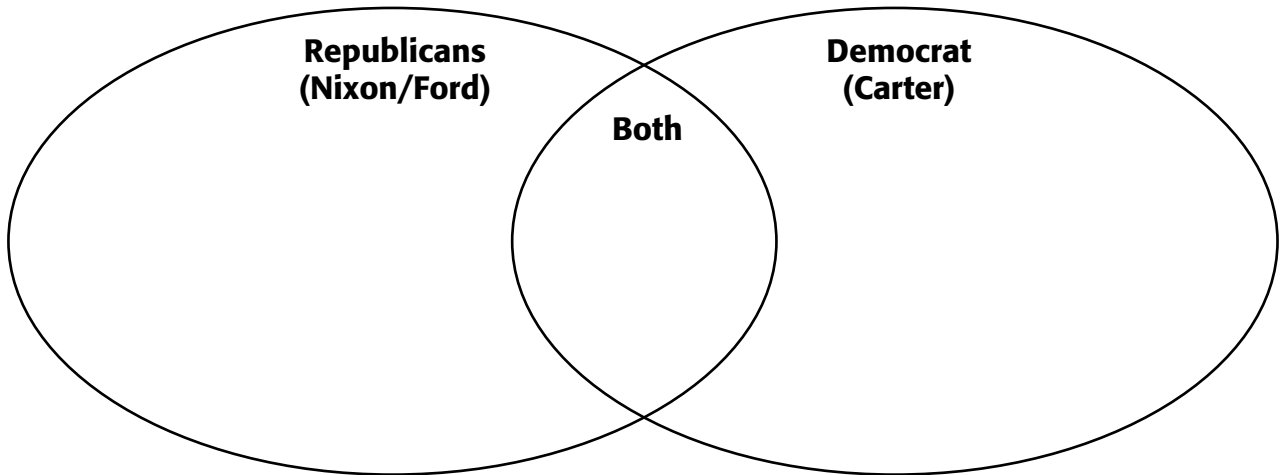 Republicans
(Nixon/Ford)
Both
Democrat
(Carter)